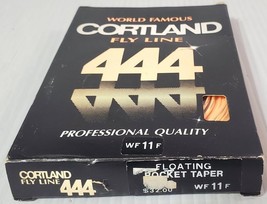 WORLD FAMOUS
CORTLAND
FLY LINE
444
PROFESSIONAL QUALITY
WF 11 F
CORTLAND
FLY LINE
444
FLOATING
ROCKET TAPER
$32.00
WF 11 F